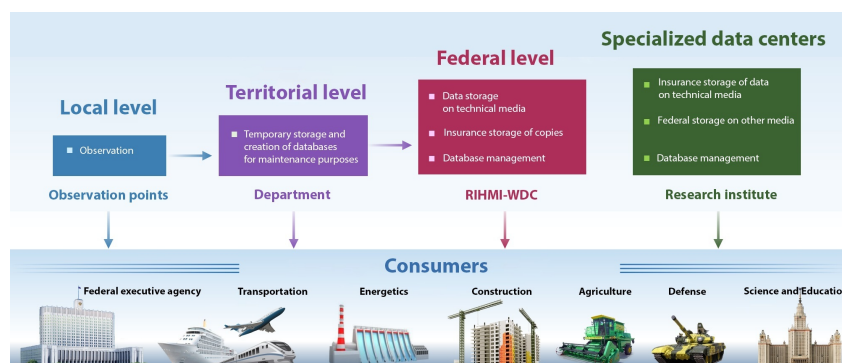 Specialized data centers
Federal level
Territorial level
Local level
Observation
Temporary storage and
creation of databases
for maintenance purposes
Data storage
on technical media
Insurance storage of copies
Database management
Insurance storage of data
on technical media
Federal storage on other media
Database management
Observation points
Department
RIHMI-WDC
Research institute
Consumers
Federal executive agency
Transportation
Energetics
Construction
Agriculture
Defense
Science and Educatio